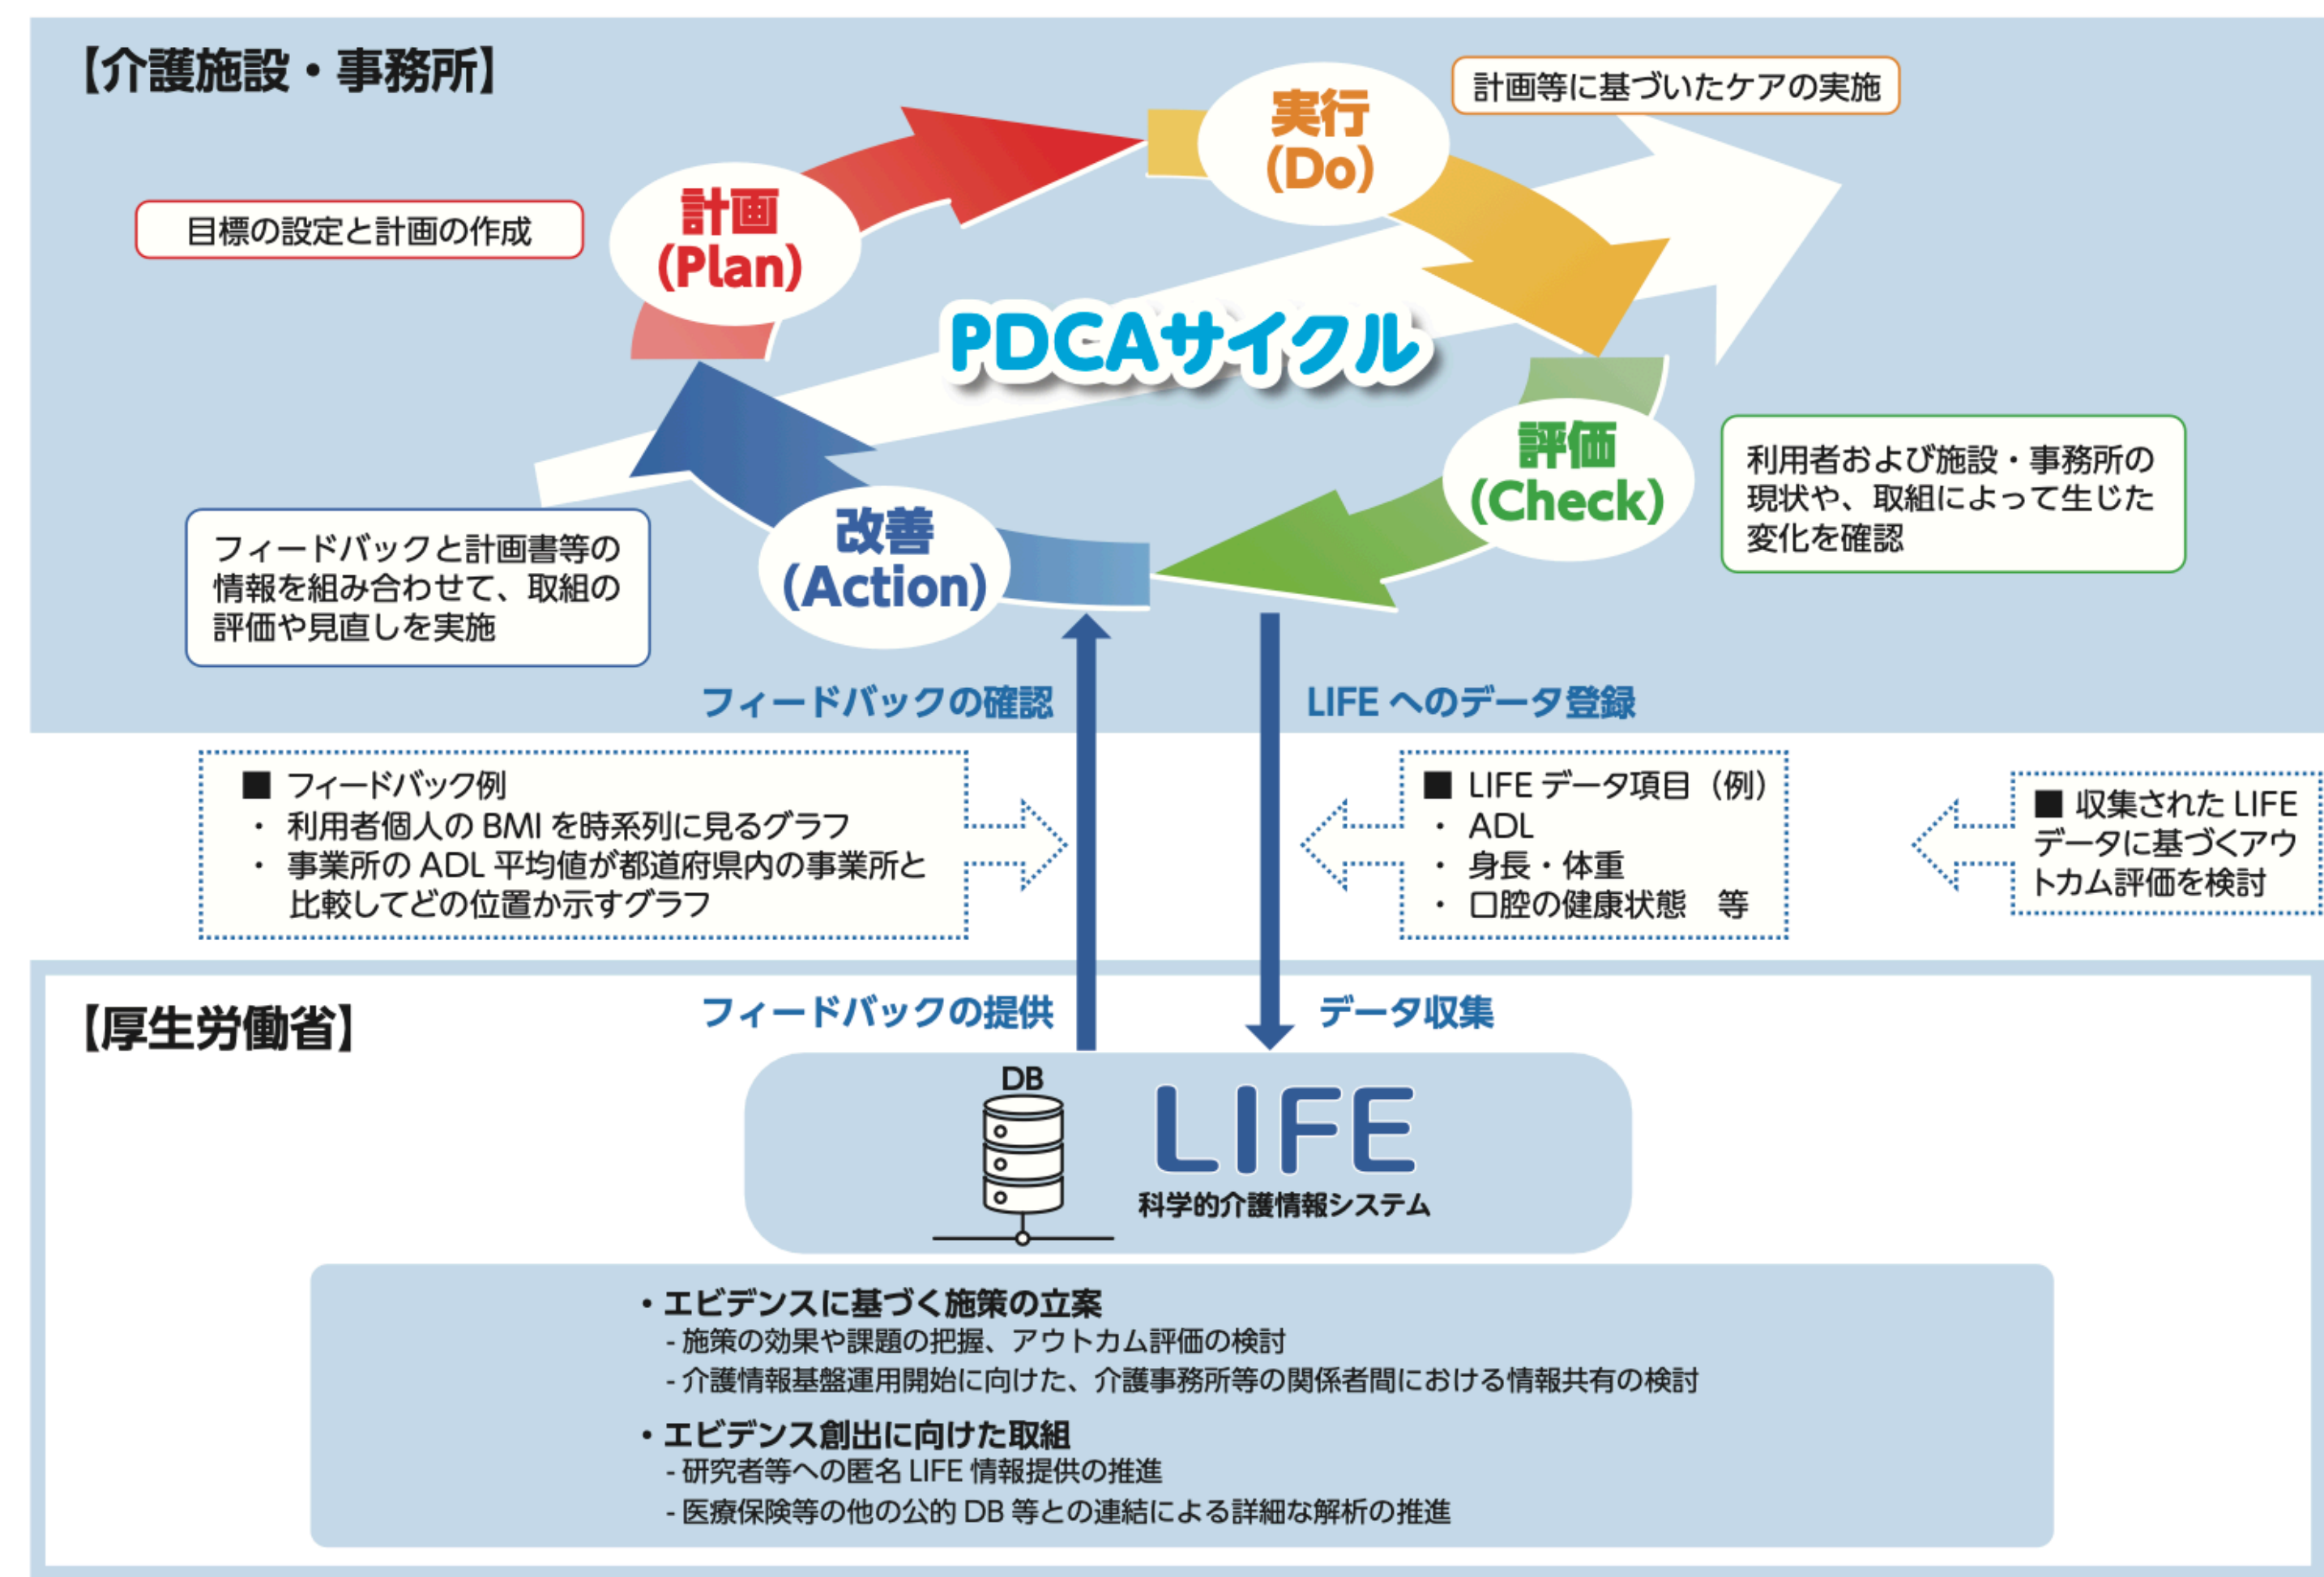 【介護施設・事務所】
計画等に基づいたケアの実施
実行
(Do)
計画
(Plan)
目標の設定と計画の作成
PDCAサイクル
評価
(Check)
利用者および施設・事務所の
現状や、取組によって生じた
変化を確認
改善
(Action)
フィードバックと計画書等の
情報を組み合わせて、取組の
評価や見直しを実施
フィードバックの確認
LIFE へのデータ登録
■ フィードバック例
・ 利用者個人の BMI を時系列に見るグラフ
・ 事業所の ADL 平均値が都道府県内の事業所と
比較してどの位置か示すグラフ
■ LIFE データ項目（例）
・ ADL
・ 身長・体重
・ 口腔の健康状態　等
■ 収集された LIFE
データに基づくアウ
トカム評価を検討
【厚生労働省】
フィードバックの提供
データ収集
DB
LIFE
科学的介護情報システム
・エビデンスに基づく施策の立案
- 施策の効果や課題の把握、アウトカム評価の検討
- 介護情報基盤運用開始に向けた、介護事務所等の関係者間における情報共有の検討
・エビデンス創出に向けた取組
- 研究者等への匿名 LIFE 情報提供の推進
- 医療保険等の他の公的 DB 等との連結による詳細な解析の推進